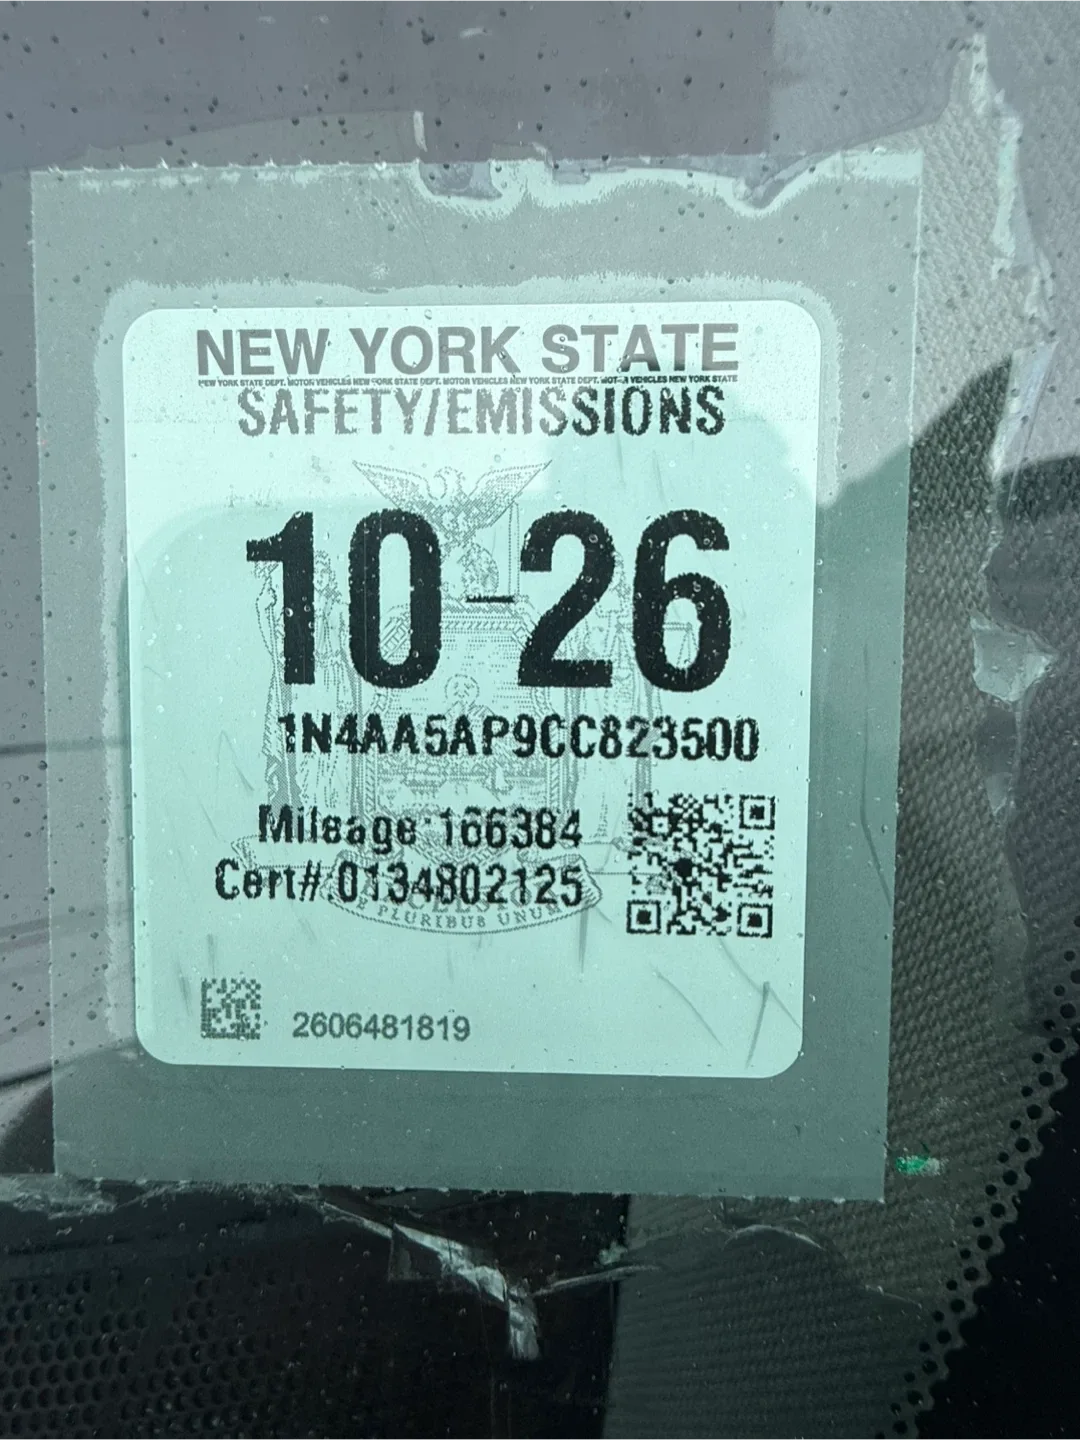 NEW YORK STATE
NEW YORK STATE DEPT. MOTOR VEHICLES NEW YORK STATE DEPT. MOTOR VEHICLES NEW YORK STATE DEPT. MOTOR VEHICLES NEW YORK STATE
SAFETY/EMISSIONS
10-26
1N4AA5AP9CC823500
Mileage 166384
Cert# 0134802125
EXCELSIOR
E PLURIBUS UNUM
2606481819